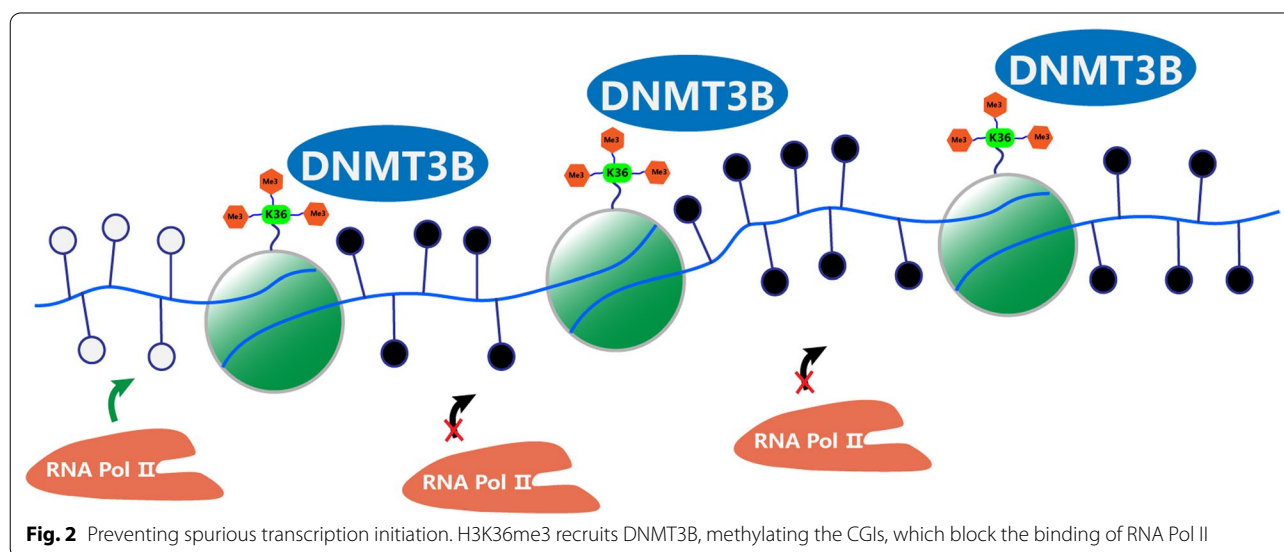 DNMT3B
DNMT3B
DNMT3B
Me3
Me3 K36 Me3
Me3
Me3 K36 Me3
Me3
Me3 K36 Me3
RNA Pol II
RNA Pol II
RNA Pol II
Fig. 2 Preventing spurious transcription initiation. H3K36me3 recruits DNMT3B, methylating the CGIs, which block the binding of RNA Pol II